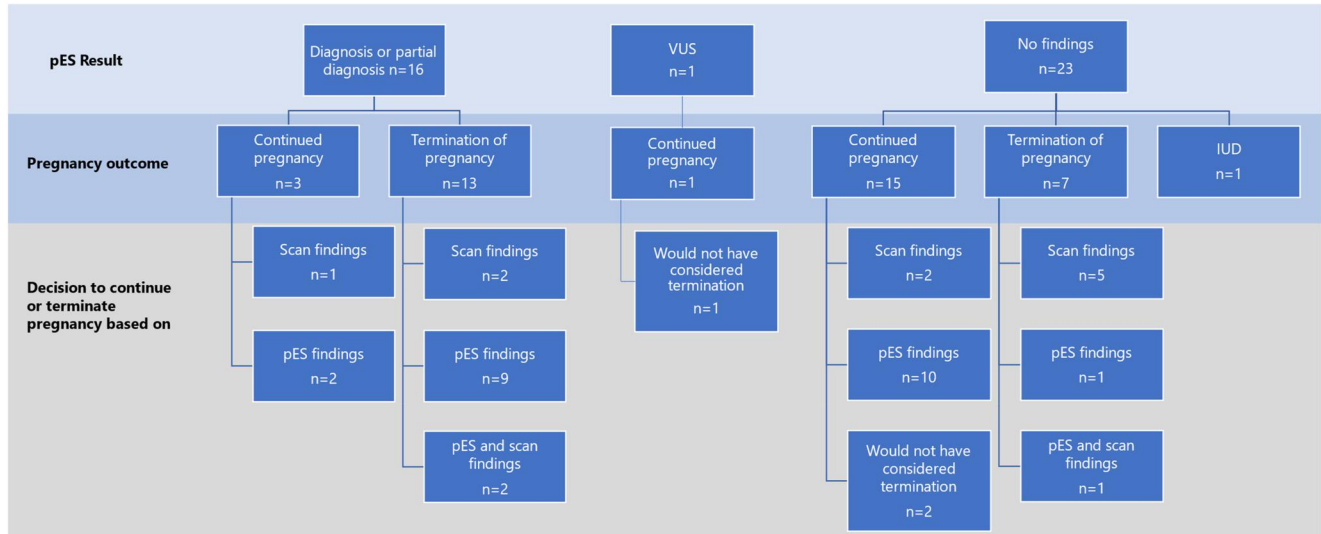 pES Result
Diagnosis or partial
diagnosis n=16
VUS
n=1
No findings
n=23
Pregnancy outcome
Continued
pregnancy
n=3
Termination of
pregnancy
n=13
Continued
pregnancy
n=1
Continued
pregnancy
n=15
Termination of
pregnancy
n=7
IUD
n=1
Decision to continue
or terminate
pregnancy based on
Scan findings
n=1
Scan findings
n=2
Would not have
considered
termination
n=1
Scan findings
n=2
Scan findings
n=5
pES findings
n=2
pES findings
n=9
pES findings
n=10
pES findings
n=1
pES and scan
findings
n=2
Would not have
considered
termination
n=2
pES and scan
findings
n=1